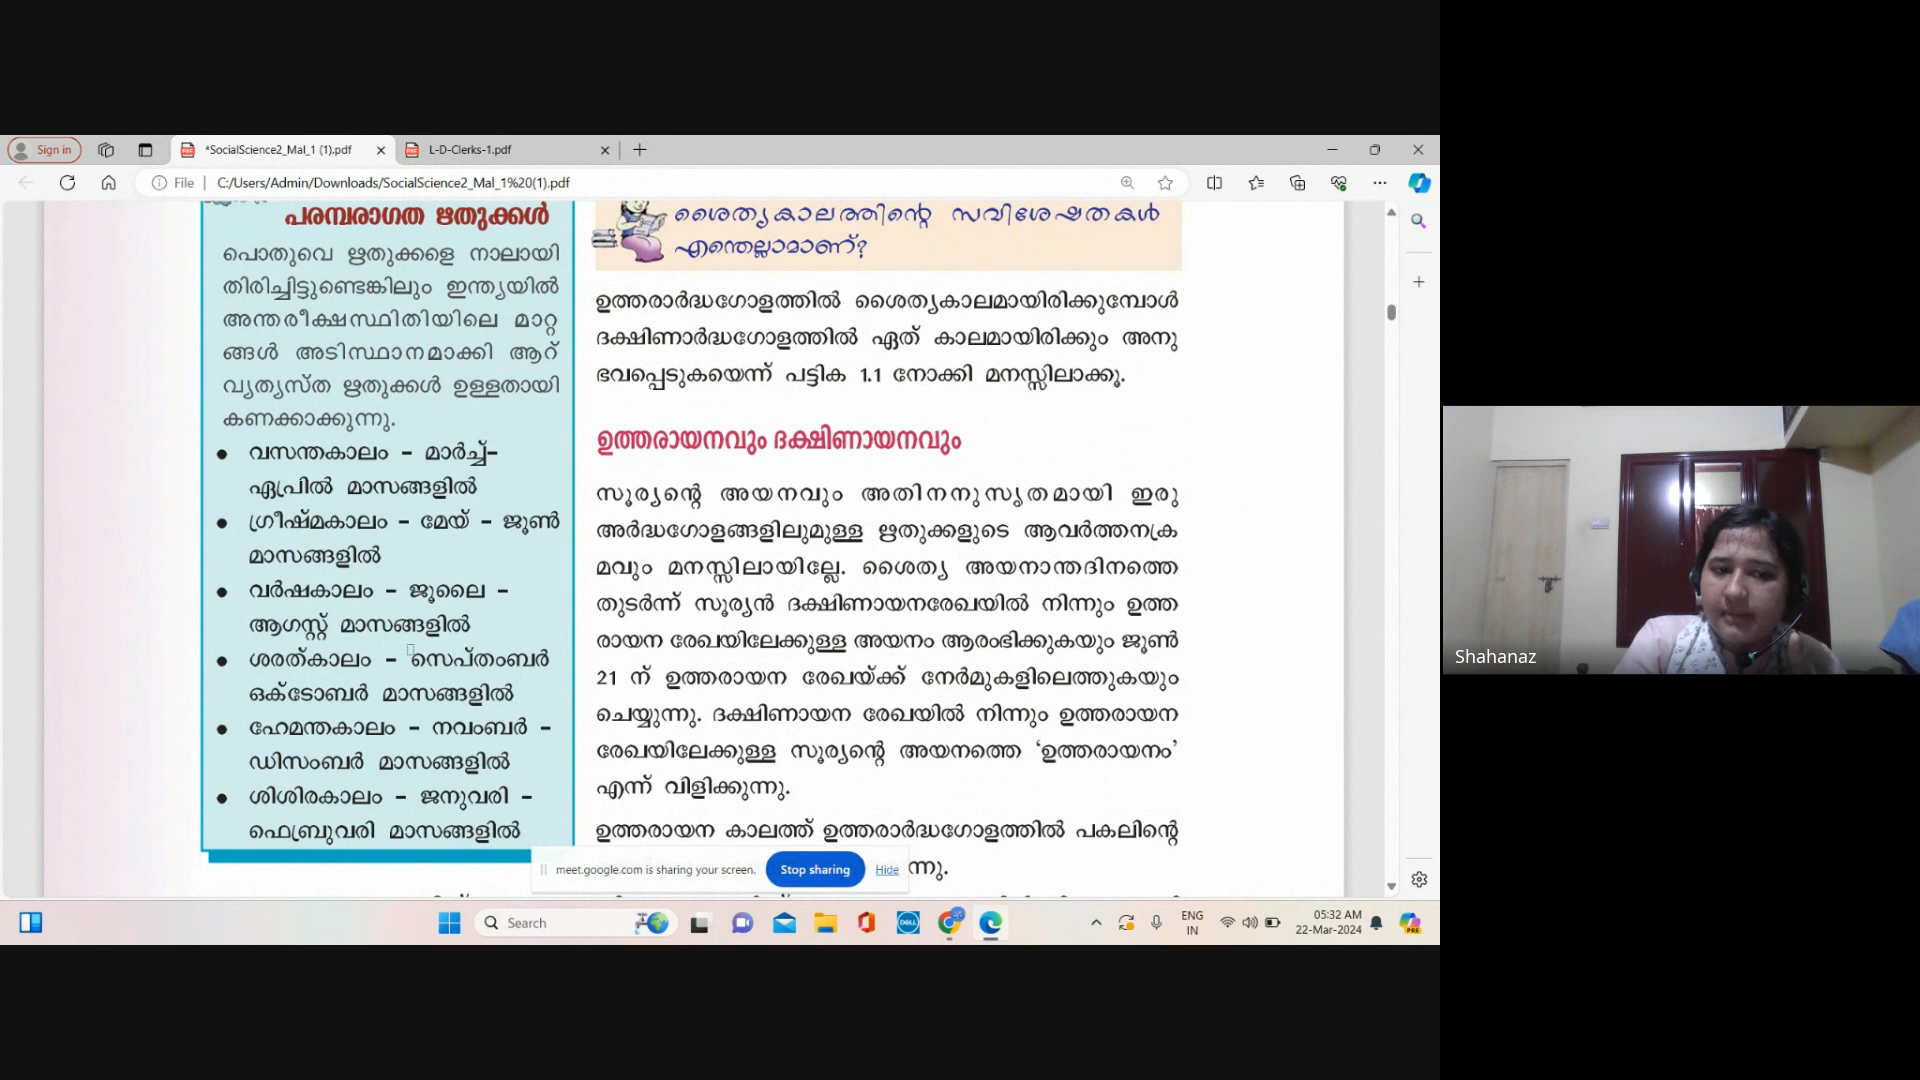 Sign in
*SocialScience2_Mal_1 (1).pdf
L-D-Clerks-1.pdf
File
C:/Users/Admin/Downloads/SocialScience2_Mal_1%20(1).pdf
പരമ്പരാഗത ഋതുക്കൾ
പൊതുവെ ഋതുക്കളെ നാലായി
തിരിച്ചിട്ടുണ്ടെങ്കിലും ഇന്ത്യയിൽ
അന്തരീക്ഷസ്ഥിതിയിലെ മാറ്റ
ങ്ങൾ അടിസ്ഥാനമാക്കി ആറ്
വ്യത്യസ്ത ഋതുക്കൾ ഉള്ളതായി
കണക്കാക്കുന്നു.
• വസന്തകാലം – മാർച്ച്–
ഏപ്രിൽ മാസങ്ങളിൽ
• ഗ്രീഷ്മകാലം – മേയ് – ജൂൺ
മാസങ്ങളിൽ
• വർഷകാലം – ജൂലൈ –
ആഗസ്റ്റ് മാസങ്ങളിൽ
• ശരത്കാലം – സെപ്തംബർ
ഒക്ടോബർ മാസങ്ങളിൽ
• ഹേമന്തകാലം – നവംബർ –
ഡിസംബർ മാസങ്ങളിൽ
• ശിശിരകാലം – ജനുവരി –
ഫെബ്രുവരി മാസങ്ങളിൽ
ശൈത്യകാലത്തിന്റെ സവിശേഷതകൾ
എന്തെല്ലാമാണ്?
ഉത്തരാർദ്ധഗോളത്തിൽ ശൈത്യകാലമായിരിക്കുമ്പോൾ
ദക്ഷിണാർദ്ധഗോളത്തിൽ ഏത് കാലമായിരിക്കും അനു
ഭവപ്പെടുകയെന്ന് പട്ടിക 1.1 നോക്കി മനസ്സിലാക്കൂ.
ഉത്തരായനവും ദക്ഷിണായനവും
സൂര്യന്റെ അയനവും അതിനനുസൃതമായി ഇരു
അർദ്ധഗോളങ്ങളിലുമുള്ള ഋതുക്കളുടെ ആവർത്തനക്ര
മവും മനസ്സിലായില്ലേ. ശൈത്യ അയനാന്തദിനത്തെ
തുടർന്ന് സൂര്യൻ ദക്ഷിണായനരേഖയിൽ നിന്നും ഉത്ത
രായന രേഖയിലേക്കുള്ള അയനം ആരംഭിക്കുകയും ജൂൺ
21 ന് ഉത്തരായന രേഖയ്ക്ക് നേർമുകളിലെത്തുകയും
ചെയ്യുന്നു. ദക്ഷിണായന രേഖയിൽ നിന്നും ഉത്തരായന
രേഖയിലേക്കുള്ള സൂര്യന്റെ അയനത്തെ ‘ഉത്തരായനം’
എന്ന് വിളിക്കുന്നു.
ഉത്തരായന കാലത്ത് ഉത്തരാർദ്ധഗോളത്തിൽ പകലിന്റെ
ന്നു.
meet.google.com is sharing your screen.
Stop sharing
Hide
Shahanaz
Search
DELL
ENG
IN
05:32 AM
22-Mar-2024
PRE